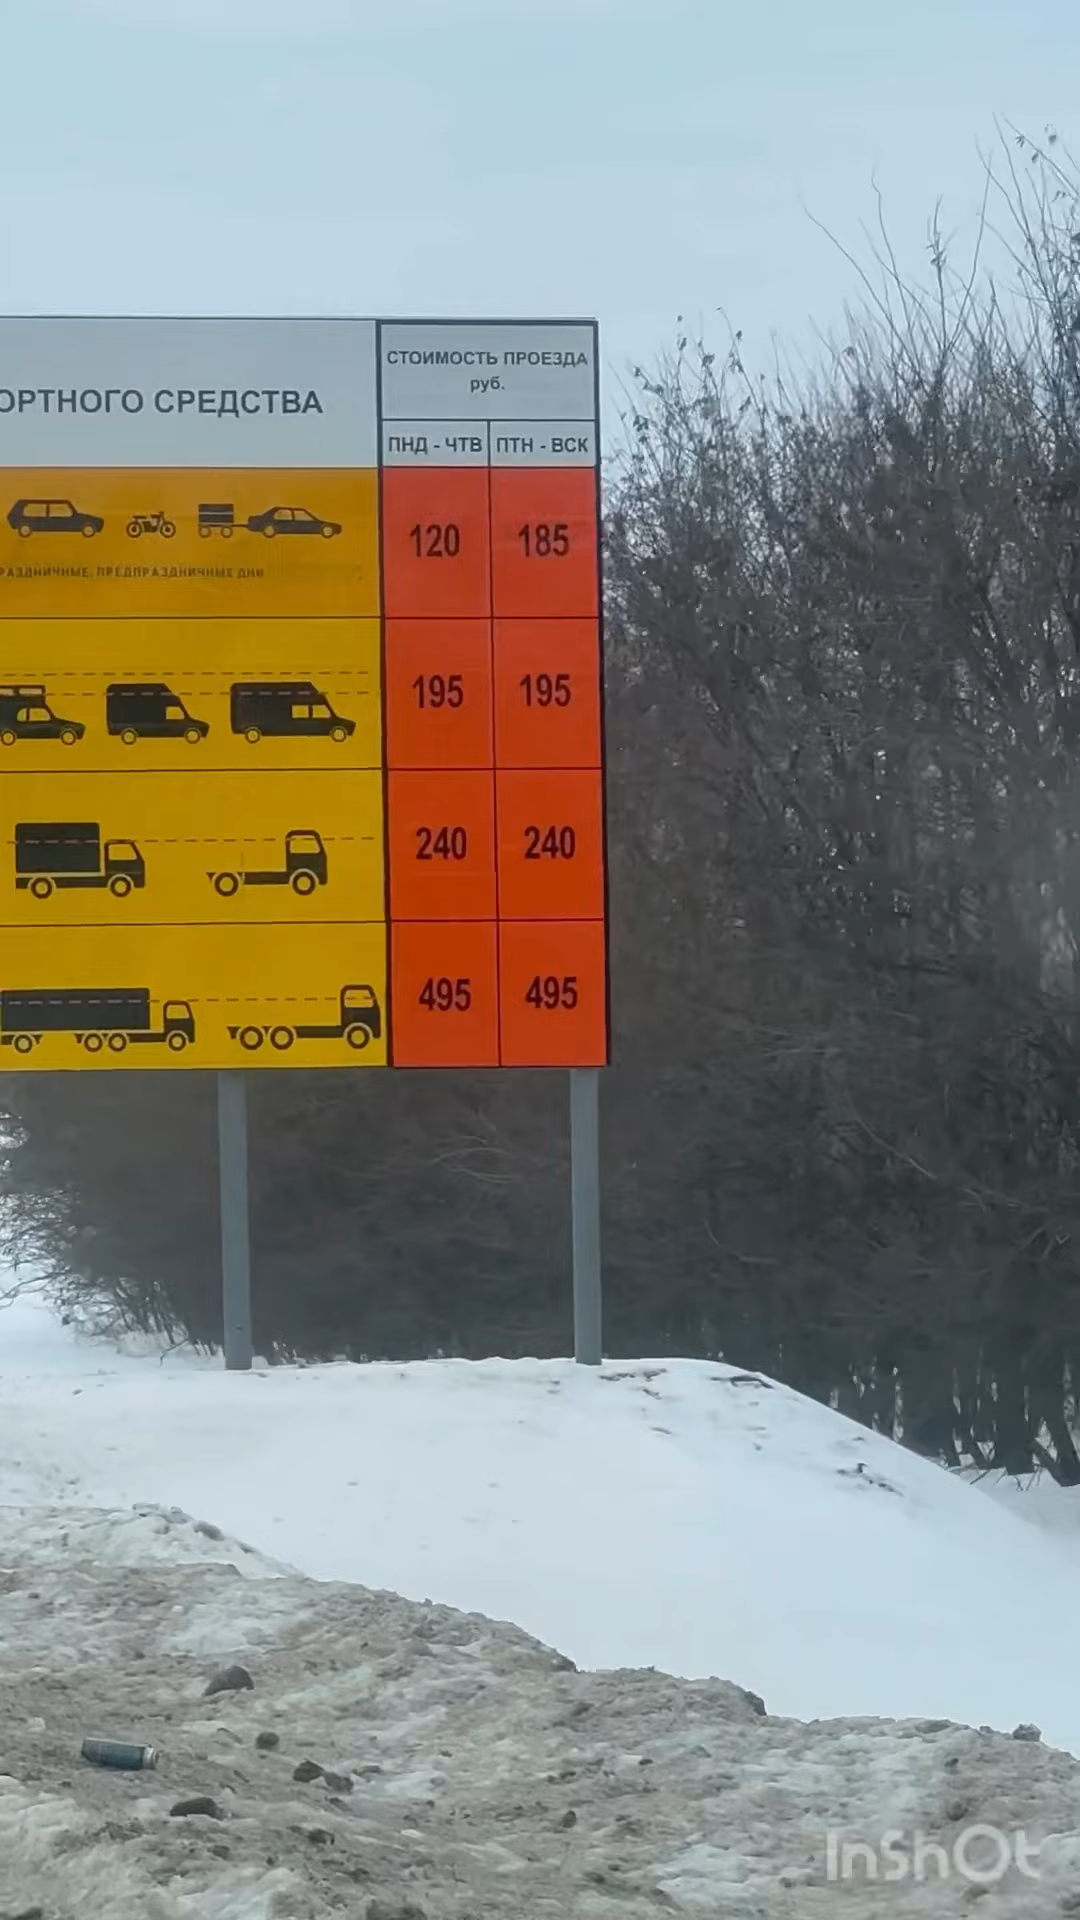 ОРТНОГО СРЕДСТВА
СТОИМОСТЬ ПРОЕЗДА
руб.
ПНД - ЧТВ ПТН - ВСК
120 185
РАЗДНИЧНЫЕ, ПРЕДПРАЗДНИЧНЫЕ ДНИ
195 195
240 240
495 495
InShOt